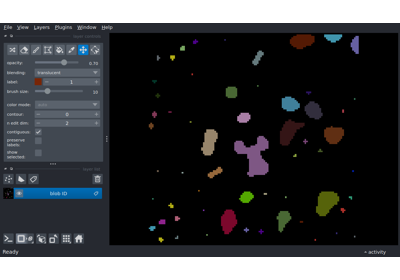 File View Layers Plugins Window Help
opacity: 0.70
blending: translucent
label: 1
brush size: 10
color mode:
contour: 0
n edit dim: 2
contiguous:
preserve labels:
show selected:
blob ID
Ready
activity